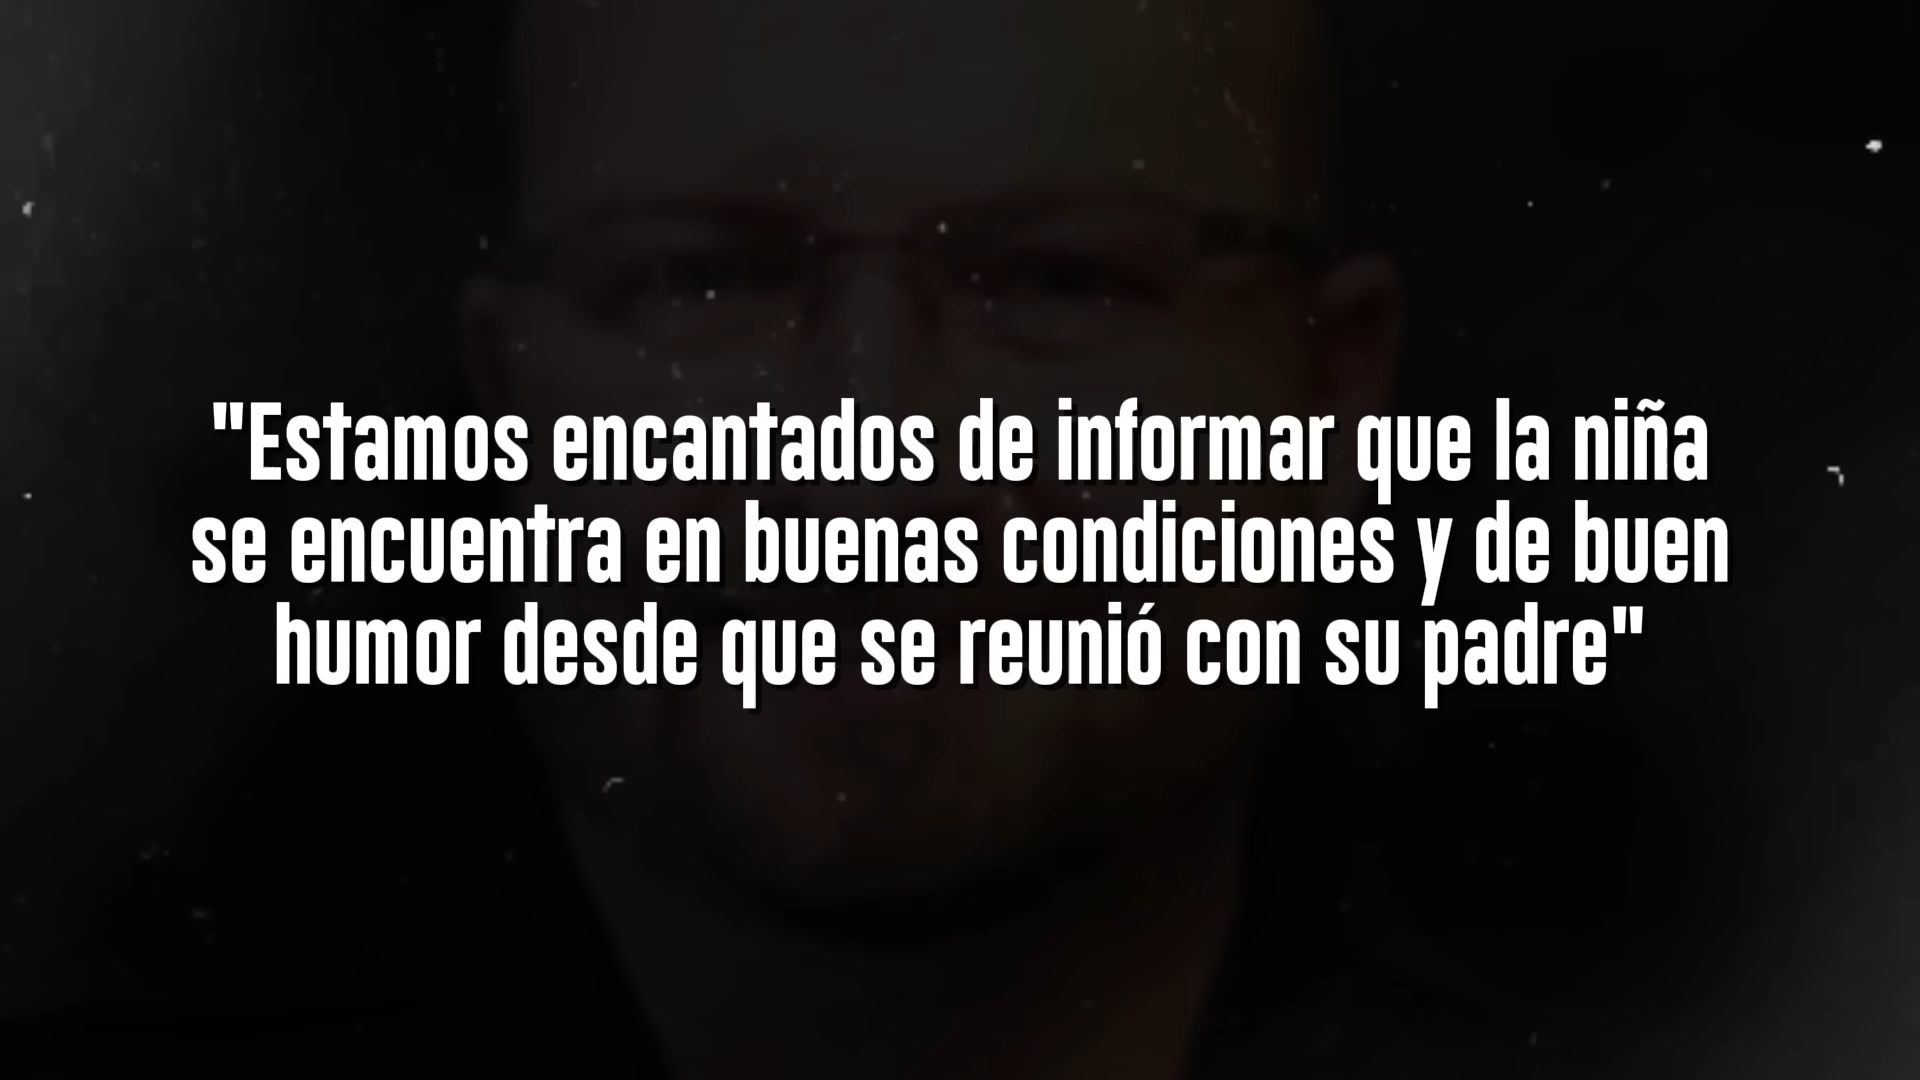 "Estamos encantados de informar que la niña
se encuentra en buenas condiciones y de buen
humor desde que se reunió con su padre"